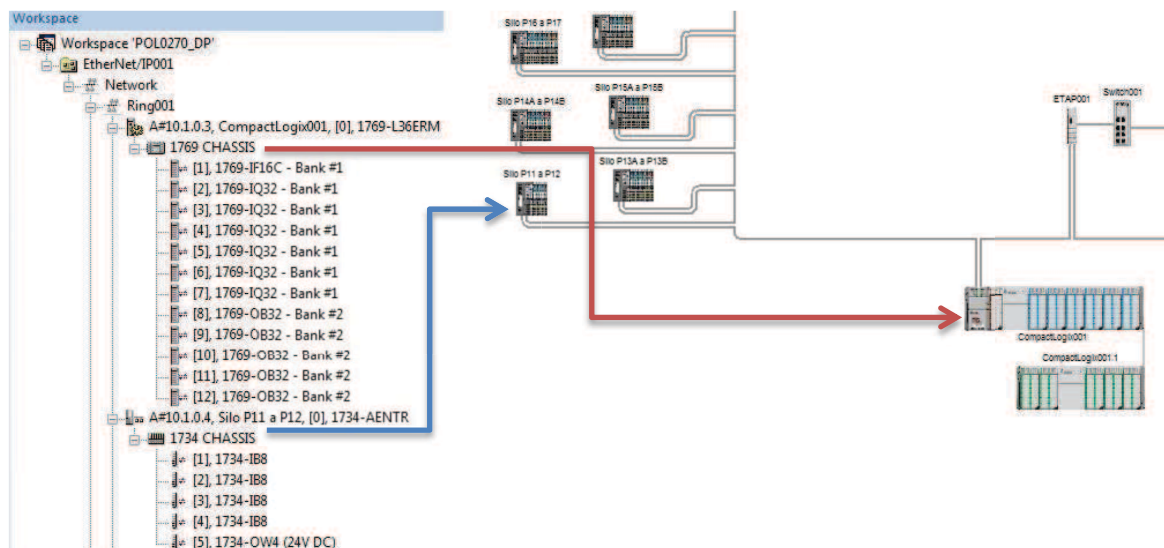 Workspace
Workspace 'POL0270_DP'
EtherNet/IP001
Network
Ring001
A#10.1.0.3, CompactLogix001, [0], 1769-L36ERM
1769 CHASSIS
[1], 1769-IF16C - Bank #1
[2], 1769-IQ32 - Bank #1
[3], 1769-IQ32 - Bank #1
[4], 1769-IQ32 - Bank #1
[5], 1769-IQ32 - Bank #1
[6], 1769-IQ32 - Bank #1
[7], 1769-IQ32 - Bank #1
[8], 1769-OB32 - Bank #2
[9], 1769-OB32 - Bank #2
[10], 1769-OB32 - Bank #2
[11], 1769-OB32 - Bank #2
[12], 1769-OB32 - Bank #2
A#10.1.0.4, Silo P11 a P12, [0], 1734-AENTR
1734 CHASSIS
[1], 1734-IB8
[2], 1734-IB8
[3], 1734-IB8
[4], 1734-IB8
[5], 1734-OW4 (24V DC)
Silo P16 a P17
Silo P15A a P15B
Silo P14A a P14B
Silo P13A a P13B
Silo P11 a P12
ETAP001
Switch001
CompactLogix001
CompactLogix001.1